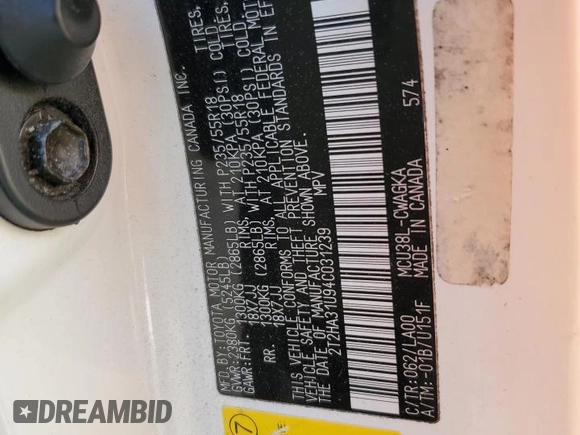 MFD.BY:TOYOTA MOTOR MANUFACTURING CANADA INC.
GVWR:2380KG (5245LB) TIRES.
GAWR:FRT. 1300KG (2865LB) WITH P235/55R18
18X7JJ RIMS, AT 210KPA (30PSI) COLD.
RR. 1300KG (2865LB) WITH P235/55R18 TIRES,
18X7JJ RIMS, AT 210KPA (30PSI) COLD.
THIS VEHICLE CONFORMS TO ALL APPLICABLE FEDERAL MOTOR
VEHICLE SAFETY AND THEFT PREVENTION STANDARDS IN EFF
THE DATE OF MANUFACTURE SHOWN ABOVE.
2T2HA31U94C031239 MPV
C/TR:062/LA00 MCU38L-CWAGKA 574
A/TM:-01B/U151F MADE IN CANADA
7
DREAMBID